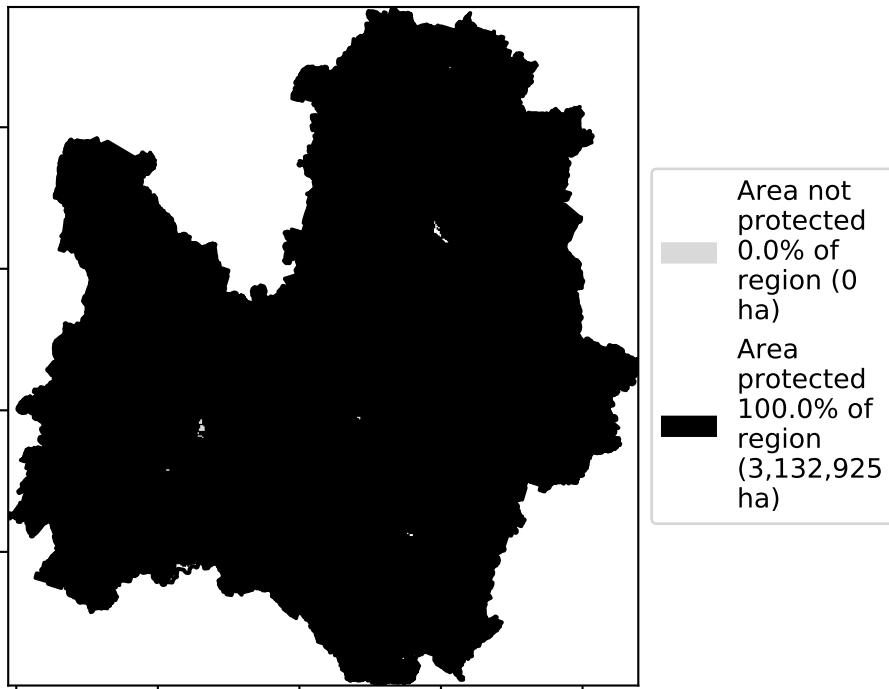 Area not
protected
0.0% of
region (0
ha)
Area
protected
100.0% of
region
(3,132,925
ha)